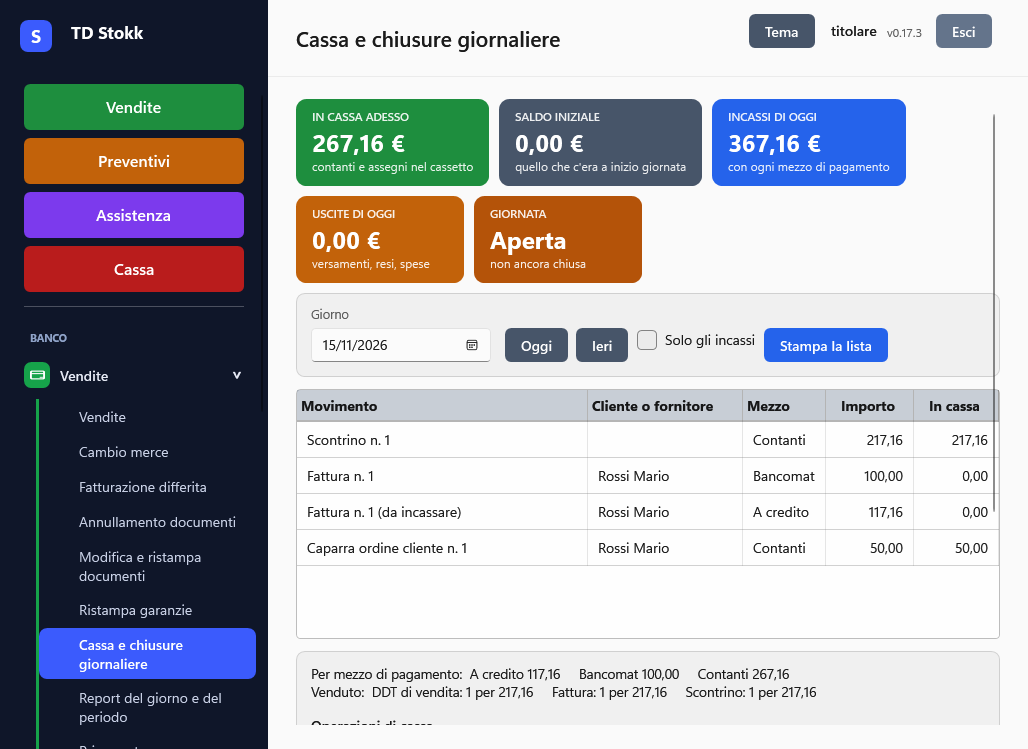 S
TD Stokk
Vendite
Preventivi
Assistenza
Cassa
BANCO
Vendite
Vendite
Cambio merce
Fatturazione differita
Annullamento documenti
Modifica e ristampa
documenti
Ristampa garanzie
Cassa e chiusure
giornaliere
Report del giorno e del
periodo
Cassa e chiusure giornaliere
Tema
titolare
v0.17.3
Esci
IN CASSA ADESSO
267,16 €
contanti e assegni nel cassetto
SALDO INIZIALE
0,00 €
quello che c'era a inizio giornata
INCASSI DI OGGI
367,16 €
con ogni mezzo di pagamento
USCITE DI OGGI
0,00 €
versamenti, resi, spese
GIORNATA
Aperta
non ancora chiusa
Giorno
15/11/2026
Oggi
Ieri
Solo gli incassi
Stampa la lista
Movimento Cliente o fornitore Mezzo Importo In cassa
Scontrino n. 1 Contanti 217,16 217,16
Fattura n. 1 Rossi Mario Bancomat 100,00 0,00
Fattura n. 1 (da incassare) Rossi Mario A credito 117,16 0,00
Caparra ordine cliente n. 1 Rossi Mario Contanti 50,00 50,00
Per mezzo di pagamento: A credito 117,16 Bancomat 100,00 Contanti 267,16
Venduto: DDT di vendita: 1 per 217,16 Fattura: 1 per 217,16 Scontrino: 1 per 217,16
Operazioni di cassa